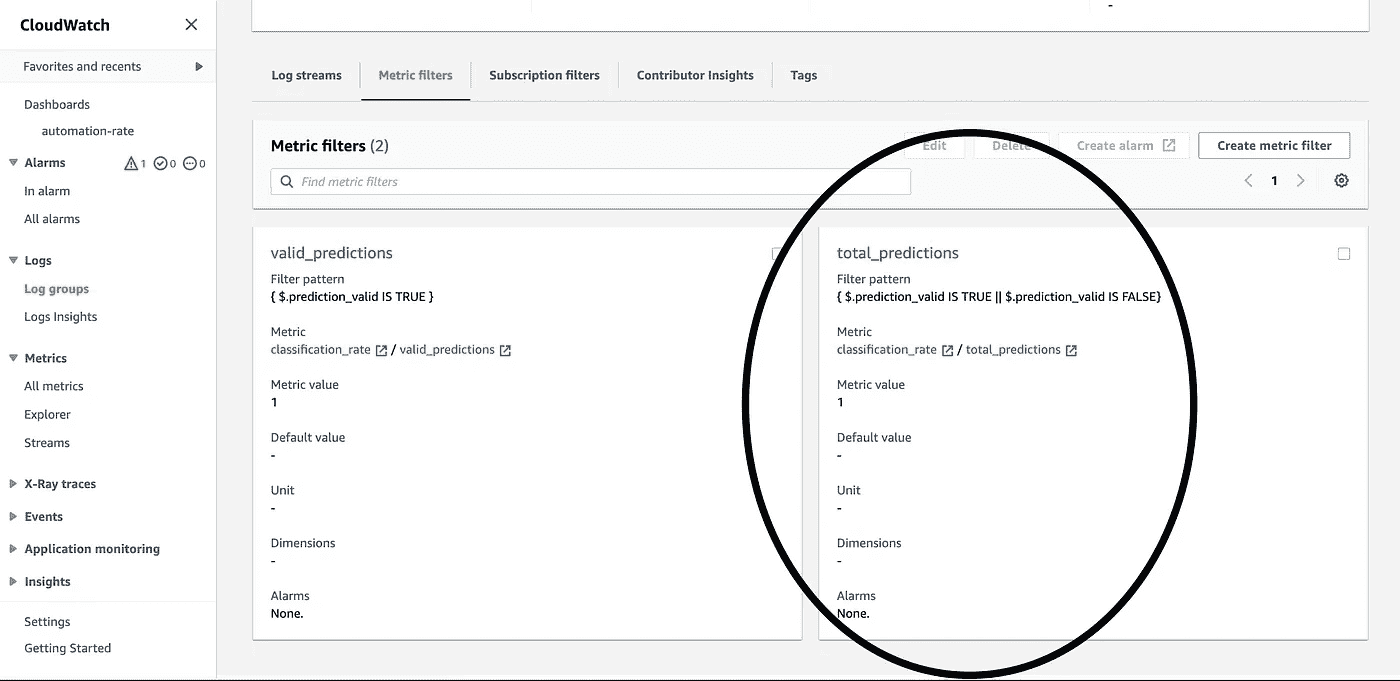 CloudWatch
Favorites and recents
Dashboards
automation-rate
Alarms 1 0 0
In alarm
All alarms
Logs
Log groups
Logs Insights
Metrics
All metrics
Explorer
Streams
X-Ray traces
Events
Application monitoring
Insights
Settings
Getting Started
-
Log streams
Metric filters
Subscription filters
Contributor Insights
Tags
Metric filters (2)
Edit
Delete
Create alarm
Create metric filter
Find metric filters
1
valid_predictions
Filter pattern
{ $.prediction_valid IS TRUE }
Metric
classification_rate / valid_predictions
Metric value
1
Default value
-
Unit
-
Dimensions
-
Alarms
None.
total_predictions
Filter pattern
{ $.prediction_valid IS TRUE || $.prediction_valid IS FALSE}
Metric
classification_rate / total_predictions
Metric value
1
Default value
-
Unit
-
Dimensions
-
Alarms
None.